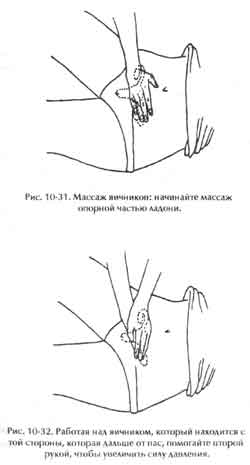 Рис. 10-31. Массаж яичников: начинайте массаж
опорной частью ладони.
Рис. 10-32. Работая над яичником, который находится с
той стороны, которая дальше от вас, помогайте второй
рукой, чтобы увеличить силу давления.